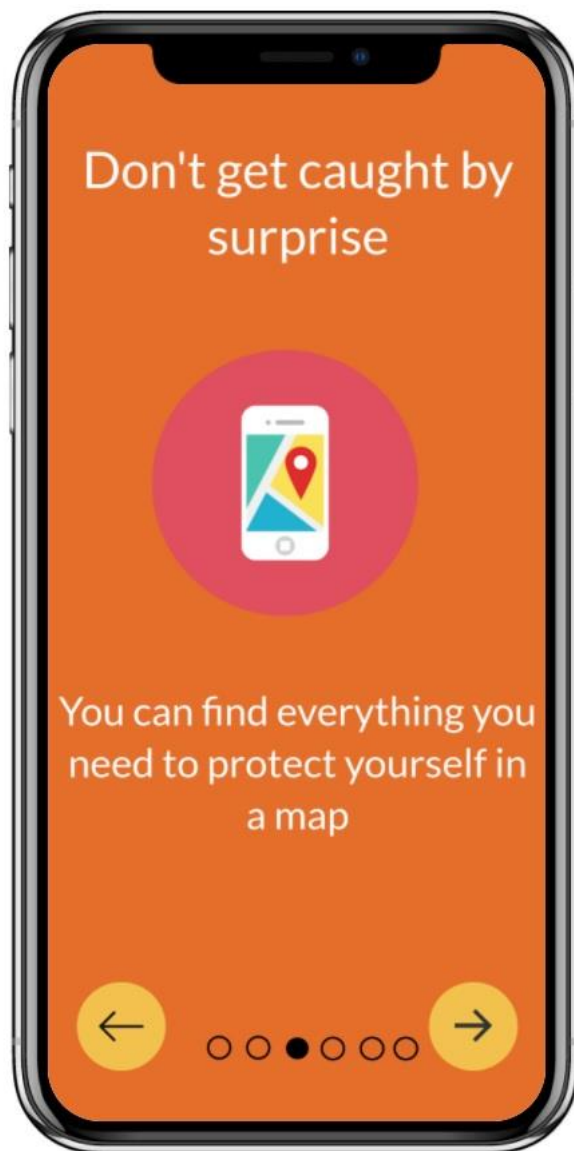 Don't get caught by
surprise
You can find everything you
need to protect yourself in
a map